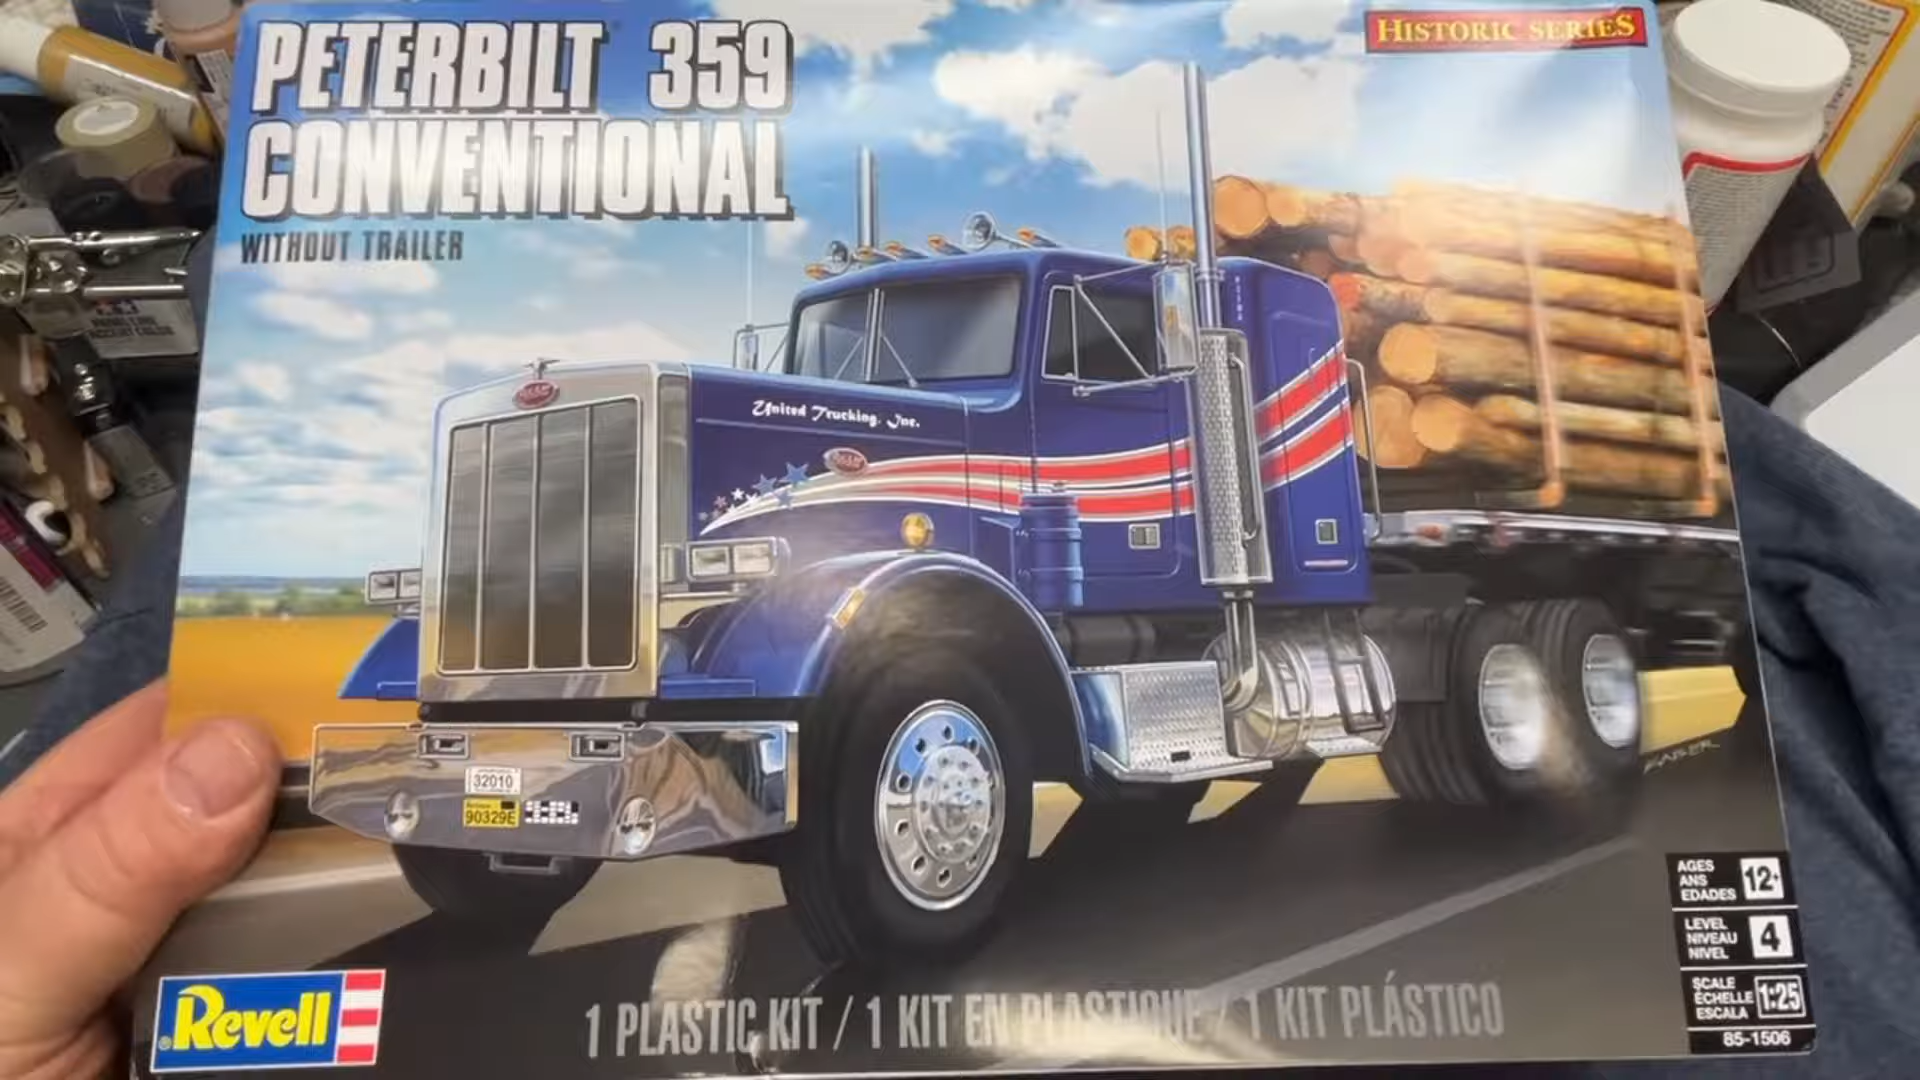 PETERBILT 359
CONVENTIONAL
WITHOUT TRAILER
HISTORIC SERIES
United Trucking, Inc.
32010
90329E
KAISER
AGES
ANS
EDADES
12+
LEVEL
NIVEAU
NIVEL
4
SCALE
ÉCHELLE
ESCALA
1:25
85-1506
Revell
1 PLASTIC KIT / 1 KIT EN PLASTIQUE / 1 KIT PLÁSTICO